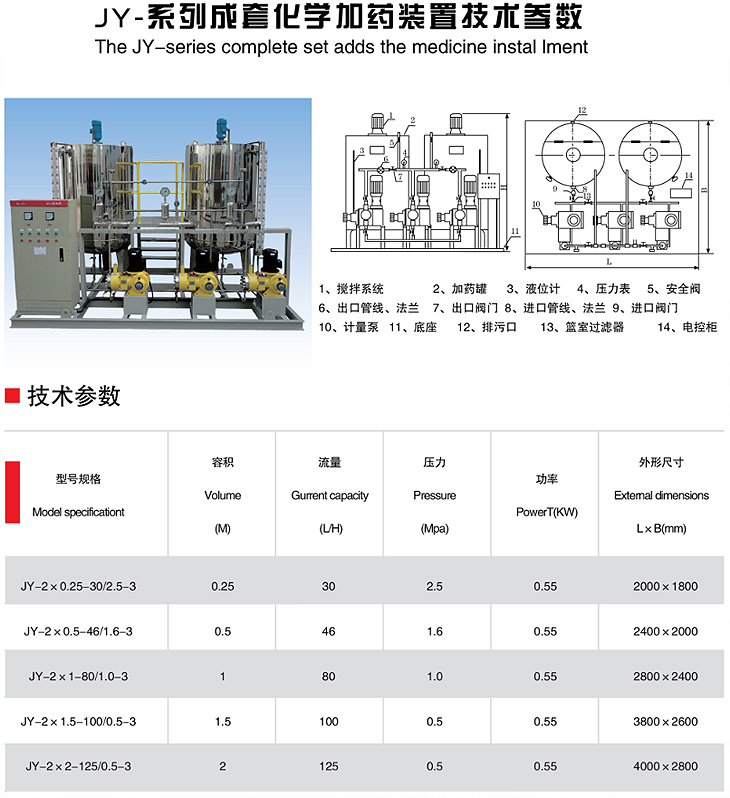 JY-系列成套化学加药装置技术参数
The JY-series complete set adds the medicine instal lment
1 2 3 4 5 6 7 8 9 10 11 12 13 14
H B L
1、搅拌系统 2、加药罐 3、液位计 4、压力表 5、安全阀
6、出口管线、法兰 7、出口阀门 8、进口管线、法兰 9、进口阀门
10、计量泵 11、底座 12、排污口 13、篮室过滤器 14、电控柜
技术参数
型号规格 容积 流量 压力 功率 外形尺寸
Model specificationt Volume Gurrent capacity Pressure PowerT(KW) External dimensions
(M) (L/H) (Mpa) L×B(mm)
JY-2×0.25-30/2.5-3 0.25 30 2.5 0.55 2000×1800
JY-2×0.5-46/1.6-3 0.5 46 1.6 0.55 2400×2000
JY-2×1-80/1.0-3 1 80 1.0 0.55 2800×2400
JY-2×1.5-100/0.5-3 1.5 100 0.5 0.55 3800×2600
JY-2×2-125/0.5-3 2 125 0.5 0.55 4000×2800